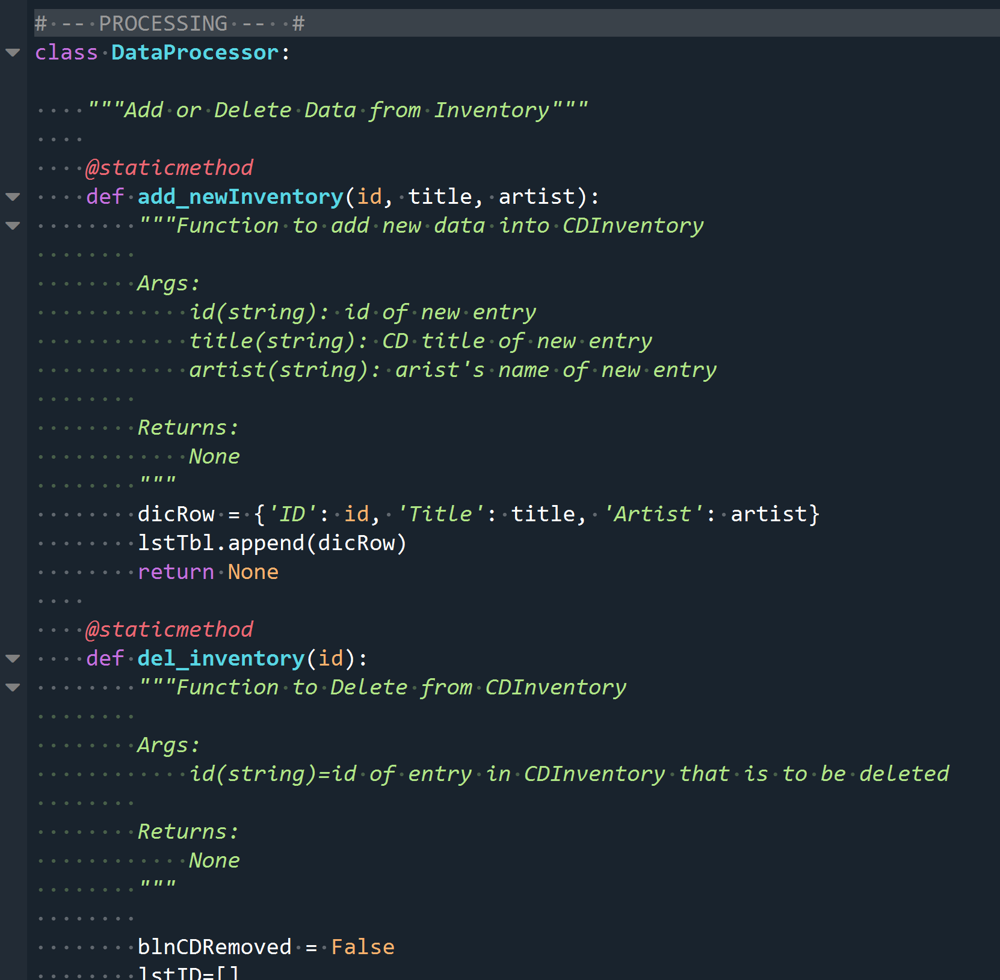 # -- PROCESSING --  #
class DataProcessor:
"""Add or Delete Data from Inventory"""
@staticmethod
def add_newInventory(id, title, artist):
"""Function to add new data into CDInventory
Args:
id(string): id of new entry
title(string): CD title of new entry
artist(string): arist's name of new entry
Returns:
None
"""
dicRow = {'ID': id, 'Title': title, 'Artist': artist}
lstTbl.append(dicRow)
return None
@staticmethod
def del_inventory(id):
"""Function to Delete from CDInventory
Args:
id(string)=id of entry in CDInventory that is to be deleted
Returns:
None
"""
blnCDRemoved = False
lstID=[]